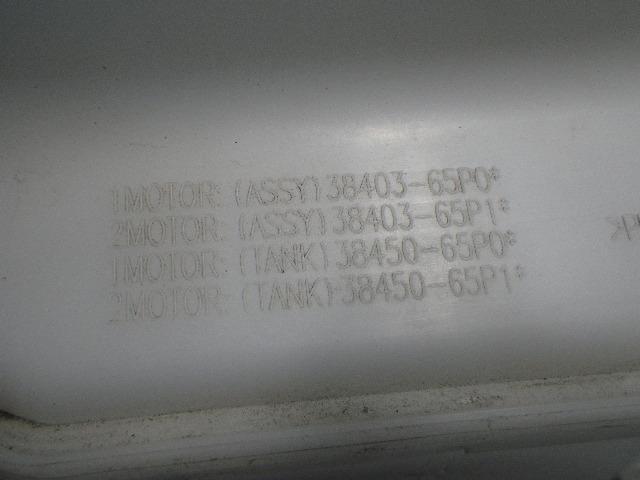 1MOTOR: (ASSY) 38403-65P0*
2MOTOR: (ASSY) 38403-65P1*
1MOTOR: (TANK) 38450-65P0*
2MOTOR: (TANK) 38450-65P1*
>P